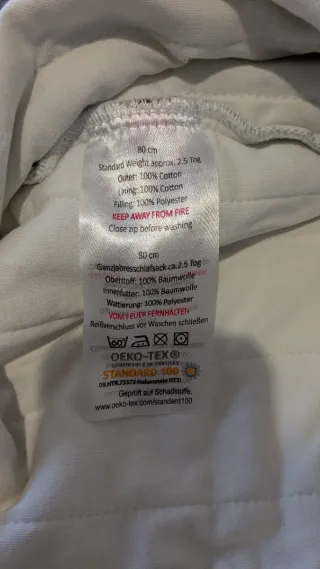 80 cm
Standard Weight approx. 2.5 Tog
Outer: 100% Cotton
Lining: 100% Cotton
Filling: 100% Polyester
KEEP AWAY FROM FIRE
Close zip before washing
80 cm
Ganzjahresschlafsack ca.2.5 Tog
Oberstoff: 100% Baumwolle
Innenfutter: 100% Baumwolle
Wattierung: 100% Polyester
VOM FEUER FERNHALTEN
Reißverschluss vor Waschen schließen
60°
OEKO-TEX®
STANDARD 100
Hohenstein HTTI
Geprüft auf Schadstoffe.
www.oeko-tex.com/standard100